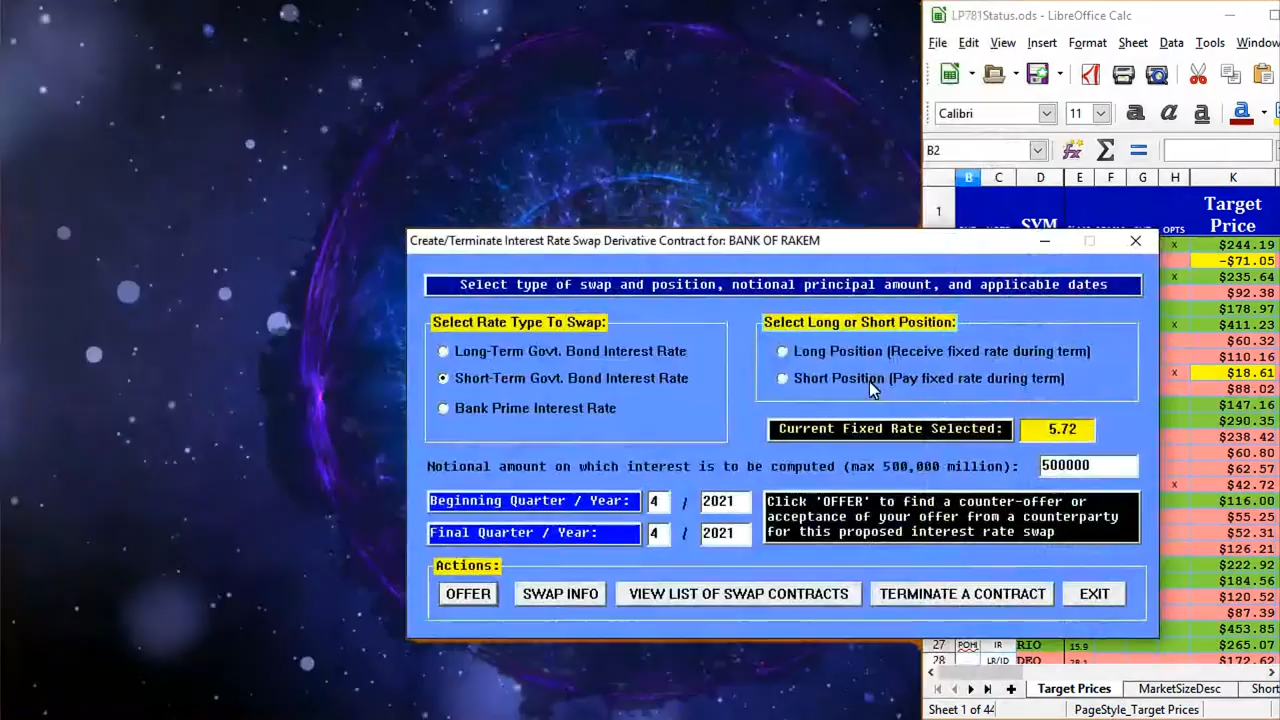 LP781Status.ods - LibreOffice Calc
File Edit View Insert Format Sheet Data Tools Window
Calibri 11
B2
B C D E F G H K
1 SYM OPTS Target Price
x $244.19
-$71.05
x $235.64
$92.38
$178.97
x $411.23
$60.32
$110.16
x $18.61
$88.02
$147.16
$290.35
$238.42
$60.80
$62.57
x $42.72
$116.00
$55.25
$52.31
$126.21
$222.92
$184.56
$120.52
$87.39
$453.85
27 POHI IR RIO 15.9 $265.07
28 LR/ID DEO 28.1 $172.62
Target Prices MarketSizeDesc Short
Sheet 1 of 44 PageStyle_Target Prices
Create/Terminate Interest Rate Swap Derivative Contract for: BANK OF RAKEM
Select type of swap and position, notional principal amount, and applicable dates
Select Rate Type To Swap:
Long-Term Govt. Bond Interest Rate
Short-Term Govt. Bond Interest Rate
Bank Prime Interest Rate
Select Long or Short Position:
Long Position (Receive fixed rate during term)
Short Position (Pay fixed rate during term)
Current Fixed Rate Selected: 5.72
Notional amount on which interest is to be computed (max 500,000 million): 500000
Beginning Quarter / Year: 4 / 2021
Final Quarter / Year: 4 / 2021
Click 'OFFER' to find a counter-offer or
acceptance of your offer from a counterparty
for this proposed interest rate swap
Actions:
OFFER SWAP INFO VIEW LIST OF SWAP CONTRACTS TERMINATE A CONTRACT EXIT